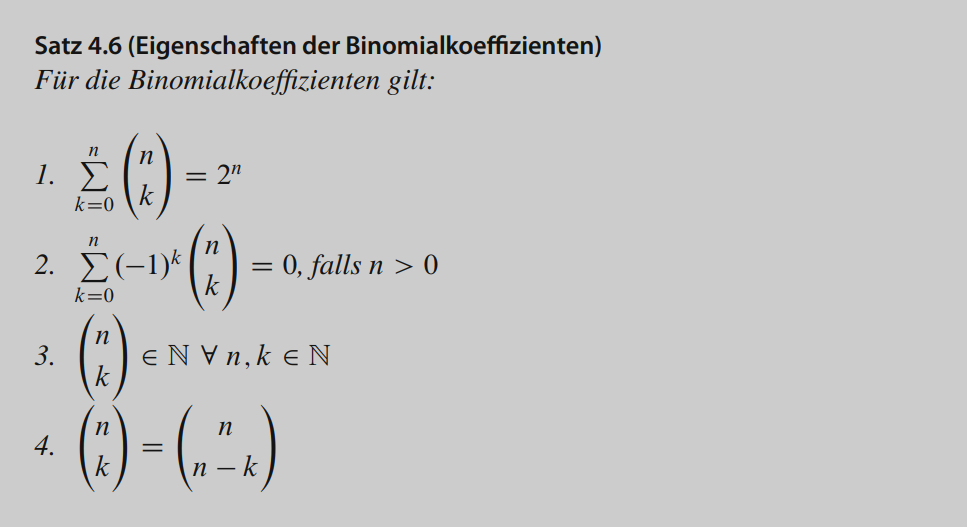 Satz 4.6 (Eigenschaften der Binomialkoeffizienten)
Für die Binomialkoeffizienten gilt:
1. $\sum_{k=0}^{n} \binom{n}{k} = 2^n$
2. $\sum_{k=0}^{n} (-1)^k \binom{n}{k} = 0$, falls $n > 0$
3. $\binom{n}{k} \in \mathbb{N} \ \forall \ n, k \in \mathbb{N}$
4. $\binom{n}{k} = \binom{n}{n-k}$